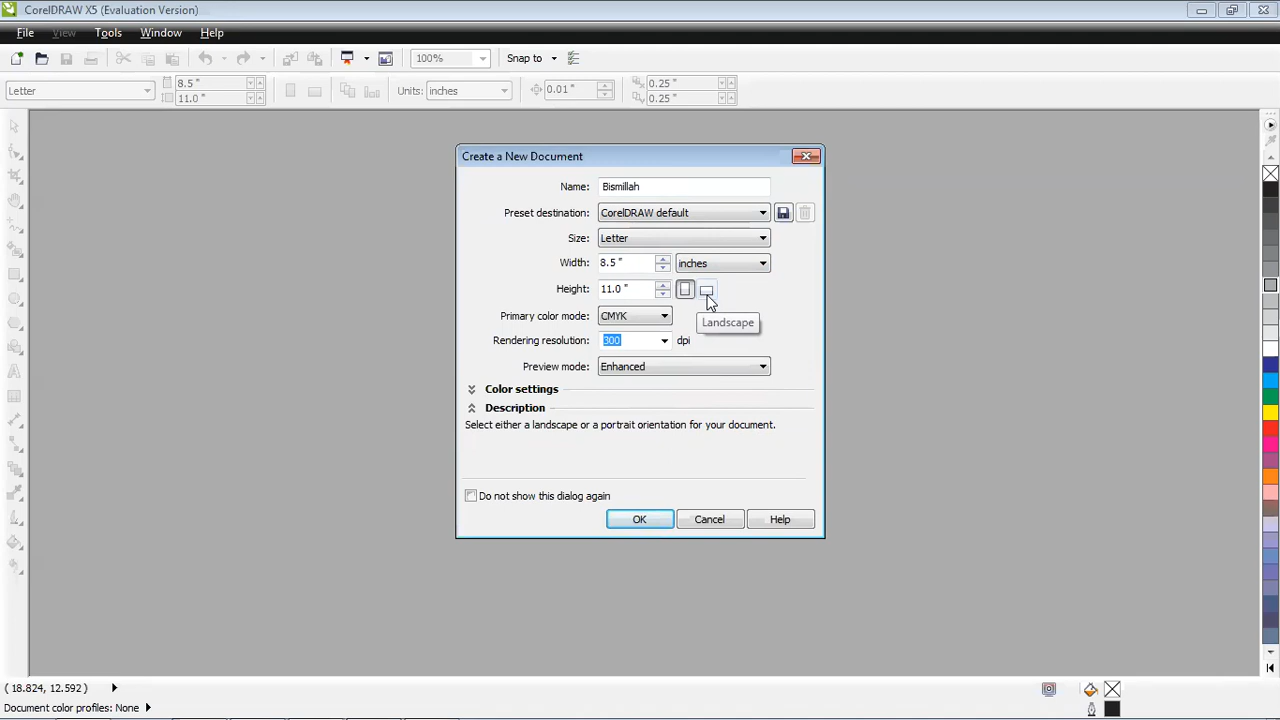 CorelDRAW X5 (Evaluation Version)
File View Tools Window Help
100% Snap to
Letter 8.5 " 11.0 " Units: inches 0.01 " 0.25 " 0.25 "
Create a New Document
Name: Bismillah
Preset destination: CorelDRAW default
Size: Letter
Width: 8.5 " inches
Height: 11.0 "
Primary color mode: CMYK
Landscape
Rendering resolution: 300 dpi
Preview mode: Enhanced
Color settings
Description
Select either a landscape or a portrait orientation for your document.
Do not show this dialog again
OK Cancel Help
( 18.824, 12.592 )
Document color profiles: None